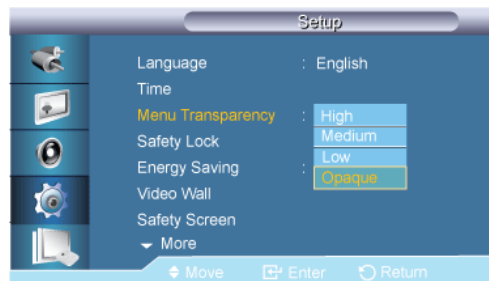 Setup
Language : English
Time
Menu Transparency : High
Medium
Safety Lock
Low
Energy Saving :
Opaque
Video Wall
Safety Screen
More
Move Enter Return